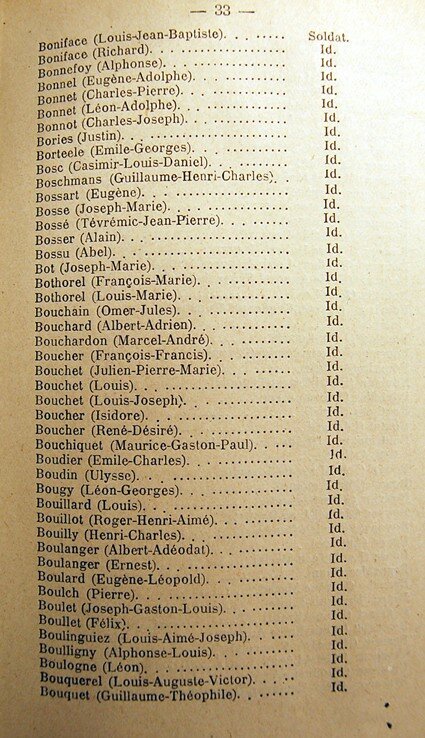 — 33 —
Boniface (Louis-Jean-Baptiste). . . ...... Soldat.
Boniface (Richard). . . .............. Id.
Bonnefoy (Alphonse). . . .............. Id.
Bonnel (Eugène-Adolphe). . . .............. Id.
Bonnet (Charles-Pierre). . . .............. Id.
Bonnet (Léon-Adolphe). . . .............. Id.
Bonnot (Charles-Joseph). . . .............. Id.
Bories (Justin). . . .............. Id.
Borteele (Emile-Georges). . . .............. Id.
Bosc (Casimir-Louis-Daniel). . . .............. Id.
Boschmans (Guillaume-Henri-Charles). . Id.
Bossart (Eugène). . . .............. Id.
Bosse (Joseph-Marie). . . .............. Id.
Bossé (Tévrémic-Jean-Pierre). . . .......... Id.
Bosser (Alain). . . .............. Id.
Bossu (Abel). . . .............. Id.
Bot (Joseph-Marie). . . .............. Id.
Bothorel (François-Marie). . . .............. Id.
Bothorel (Louis-Marie). . . .............. Id.
Bouchain (Omer-Jules). . . .............. Id.
Bouchard (Albert-Adrien). . . .............. Id.
Bouchardon (Marcel-André). . . .............. Id.
Boucher (François-Francis). . . .............. Id.
Bouchet (Julien-Pierre-Marie). . . .......... Id.
Bouchet (Louis). . . .............. Id.
Bouchet (Louis-Joseph). . . .............. Id.
Boucher (Isidore). . . .............. Id.
Boucher (René-Désiré). . . .............. Id.
Bouchiquet (Maurice-Gaston-Paul). . . .... Id.
Boudier (Emile-Charles). . . .............. Id.
Boudin (Ulysse). . . .............. Id.
Bougy (Léon-Georges). . . .............. Id.
Bouillard (Louis). . . .............. Id.
Bouillot (Roger-Henri-Aimé). . . .......... Id.
Bouilly (Henri-Charles). . . .............. Id.
Boulanger (Albert-Adéodat). . . .......... Id.
Boulanger (Ernest). . . .............. Id.
Boulard (Eugène-Léopold). . . .......... Id.
Boulch (Pierre). . . .............. Id.
Boulet (Joseph-Gaston-Louis). . . .......... Id.
Boullet (Félix). . . .............. Id.
Boulinguiez (Louis-Aimé-Joseph). . . ..... Id.
Boulligny (Alphonse-Louis). . . .......... Id.
Boulogne (Léon). . . .............. Id.
Bouquerel (Louis-Auguste-Victor). . . ..... Id.
Bouquet (Guillaume-Théophile). . . ...... Id.